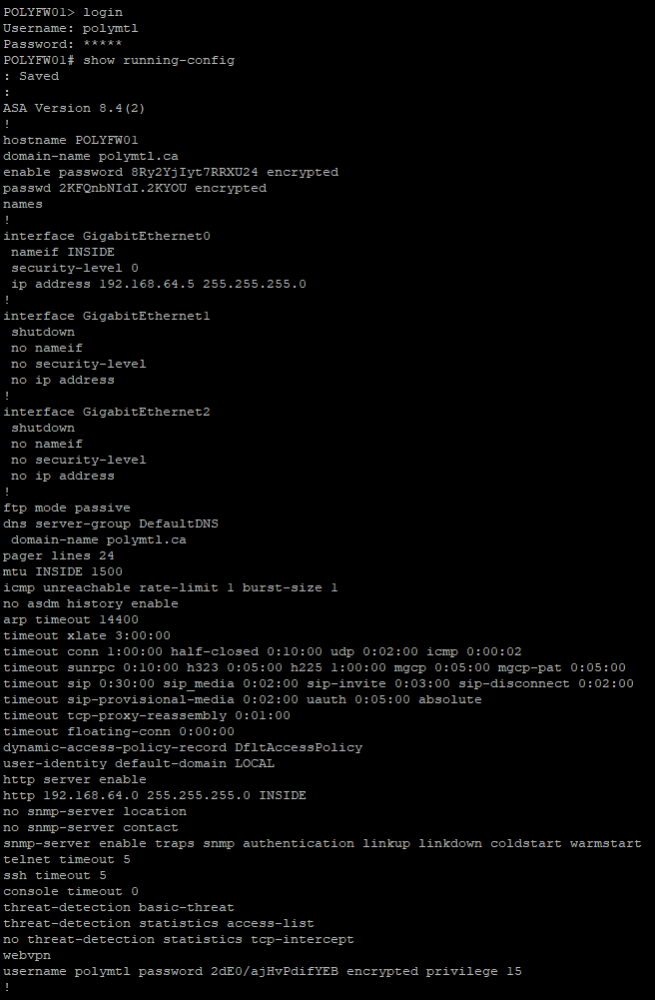 POLYFW01> login
Username: polymtl
Password: *****
POLYFW01# show running-config
: Saved
:
ASA Version 8.4(2)
!
hostname POLYFW01
domain-name polymtl.ca
enable password 8Ry2YjIyt7RRXU24 encrypted
passwd 2KFQnbNIdI.2KYOU encrypted
names
!
interface GigabitEthernet0
 nameif INSIDE
 security-level 0
 ip address 192.168.64.5 255.255.255.0
!
interface GigabitEthernet1
 shutdown
 no nameif
 no security-level
 no ip address
!
interface GigabitEthernet2
 shutdown
 no nameif
 no security-level
 no ip address
!
ftp mode passive
dns server-group DefaultDNS
 domain-name polymtl.ca
pager lines 24
mtu INSIDE 1500
icmp unreachable rate-limit 1 burst-size 1
no asdm history enable
arp timeout 14400
timeout xlate 3:00:00
timeout conn 1:00:00 half-closed 0:10:00 udp 0:02:00 icmp 0:00:02
timeout sunrpc 0:10:00 h323 0:05:00 h225 1:00:00 mgcp 0:05:00 mgcp-pat 0:05:00
timeout sip 0:30:00 sip_media 0:02:00 sip-invite 0:03:00 sip-disconnect 0:02:00
timeout sip-provisional-media 0:02:00 uauth 0:05:00 absolute
timeout tcp-proxy-reassembly 0:01:00
timeout floating-conn 0:00:00
dynamic-access-policy-record DfltAccessPolicy
user-identity default-domain LOCAL
http server enable
http 192.168.64.0 255.255.255.0 INSIDE
no snmp-server location
no snmp-server contact
snmp-server enable traps snmp authentication linkup linkdown coldstart warmstart
telnet timeout 5
ssh timeout 5
console timeout 0
threat-detection basic-threat
threat-detection statistics access-list
no threat-detection statistics tcp-intercept
webvpn
username polymtl password 2dE0/ajHvPdifYEB encrypted privilege 15
!